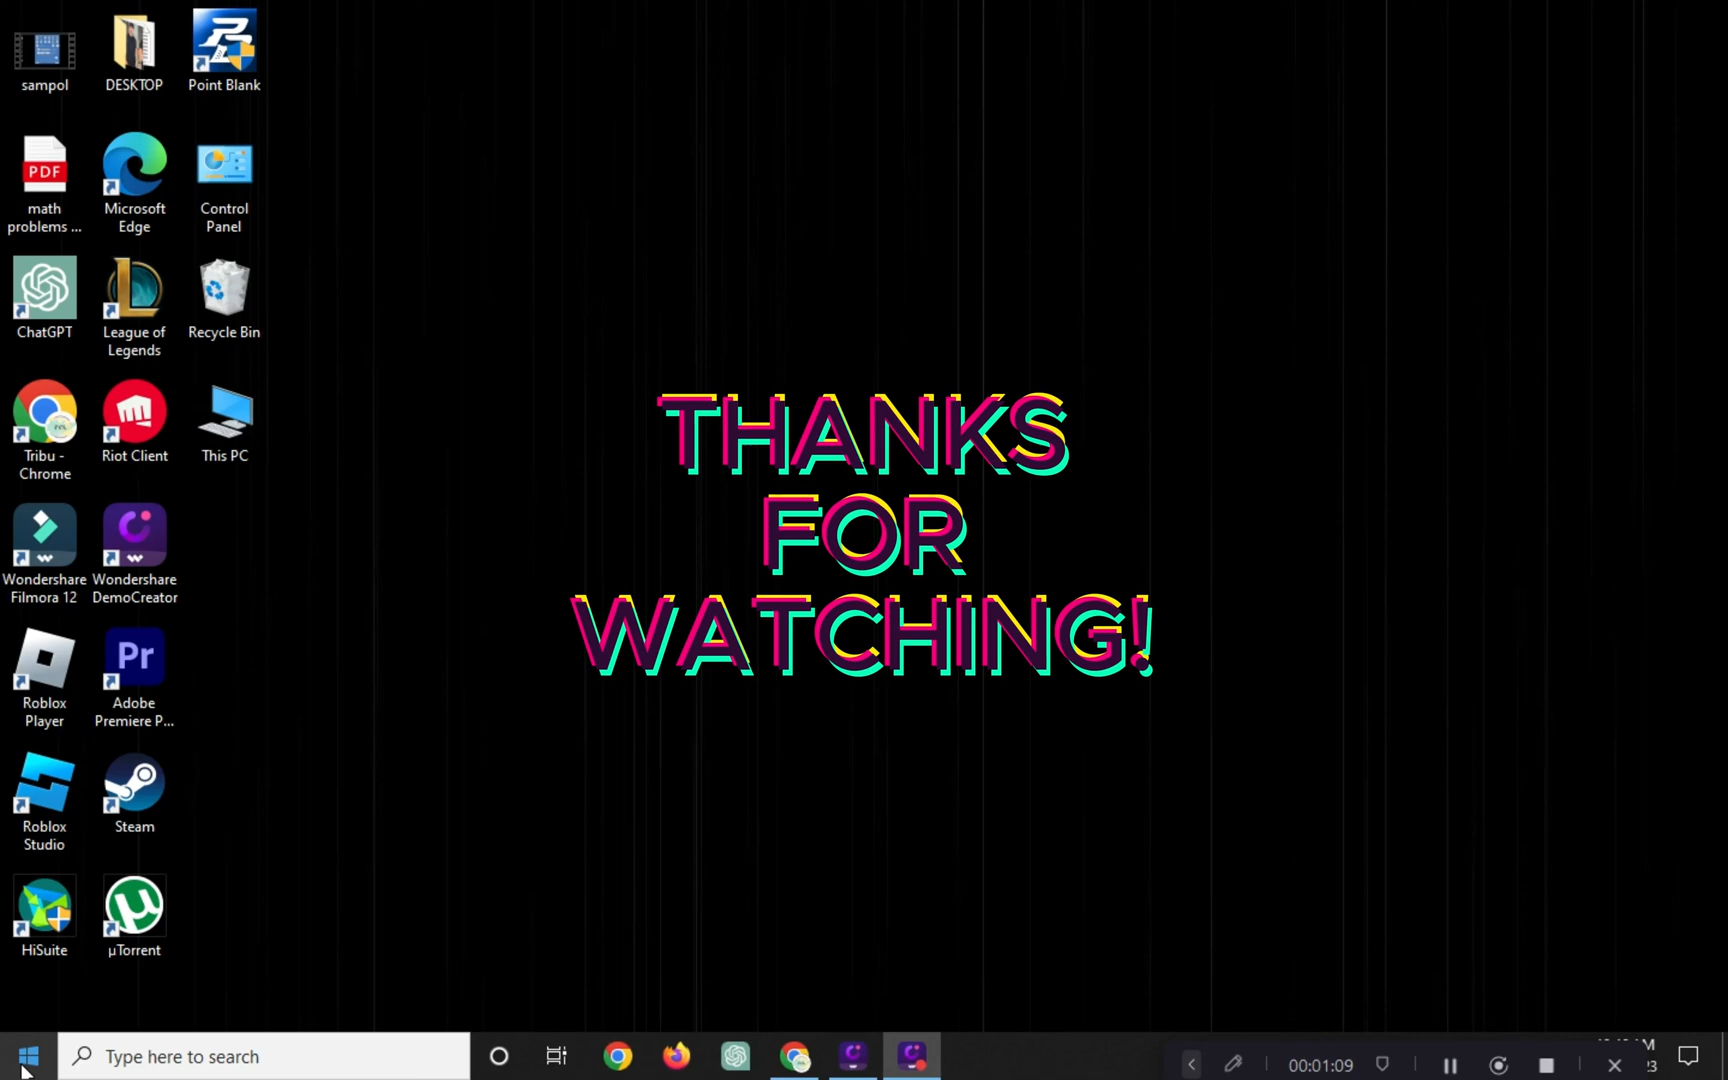 sampol
DESKTOP
Point Blank
PDF
math
problems ...
Microsoft
Edge
Control
Panel
ChatGPT
League of
Legends
Recycle Bin
Tribu -
Chrome
Riot Client
This PC
Wondershare
Filmora 12
Wondershare
DemoCreator
Roblox
Player
Pr
Adobe
Premiere P...
Roblox
Studio
Steam
HiSuite
µTorrent
THANKS
FOR
WATCHING!
Type here to search
00:01:09